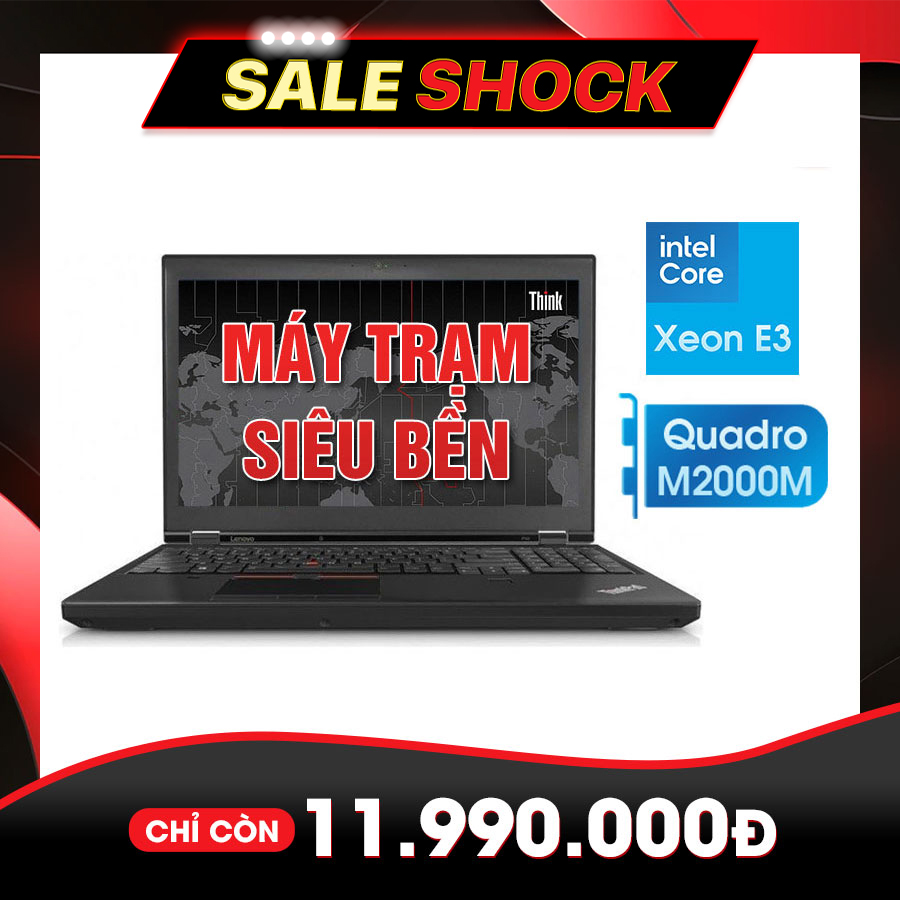 SALE SHOCK
Think
MÁY TRẠM
SIÊU BỀN
intel
Core
Xeon E3
Quadro
M2000M
Lenovo
ThinkPad
CHỈ CÒN 11.990.000Đ